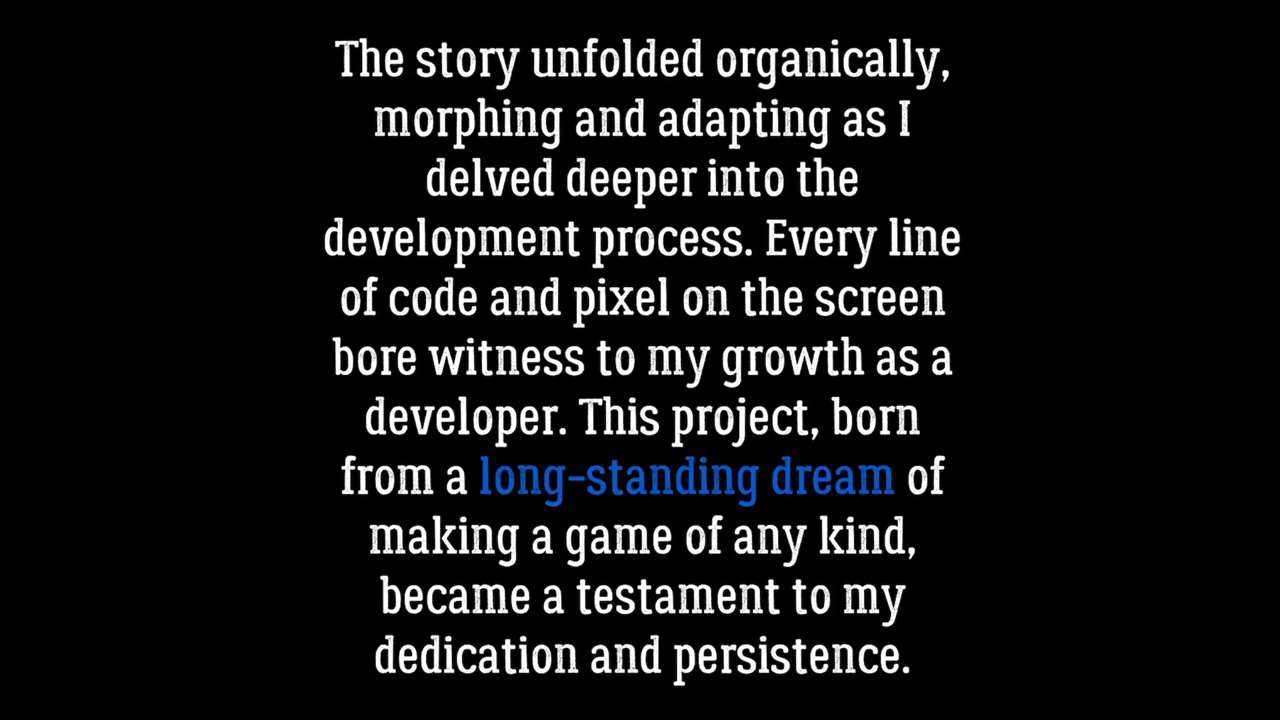 The story unfolded organically,
morphing and adapting as I
delved deeper into the
development process. Every line
of code and pixel on the screen
bore witness to my growth as a
developer. This project, born
from a long-standing dream of
making a game of any kind,
became a testament to my
dedication and persistence.